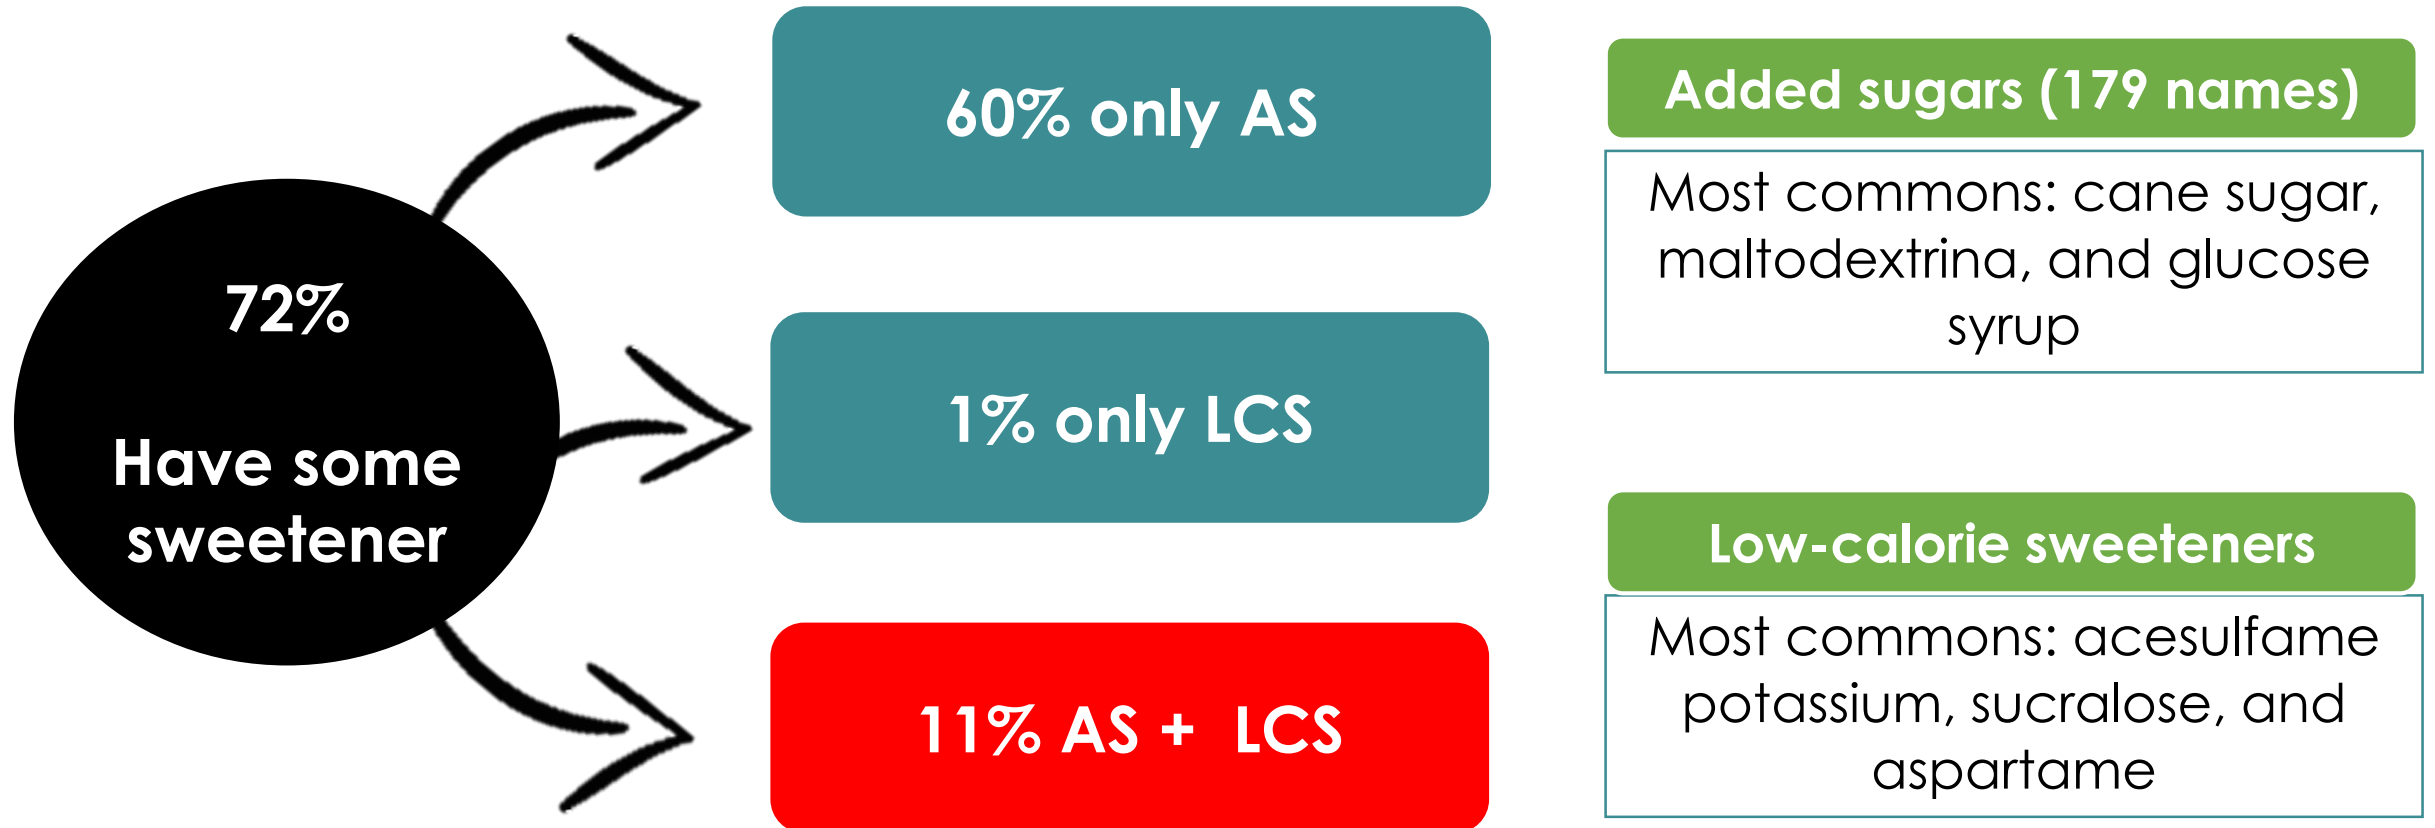 72%
Have some
sweetener
60% only AS
1% only LCS
11% AS + LCS
Added sugars (179 names)
Most commons: cane sugar,
maltodextrina, and glucose
syrup
Low-calorie sweeteners
Most commons: acesulfame
potassium, sucralose, and
aspartame